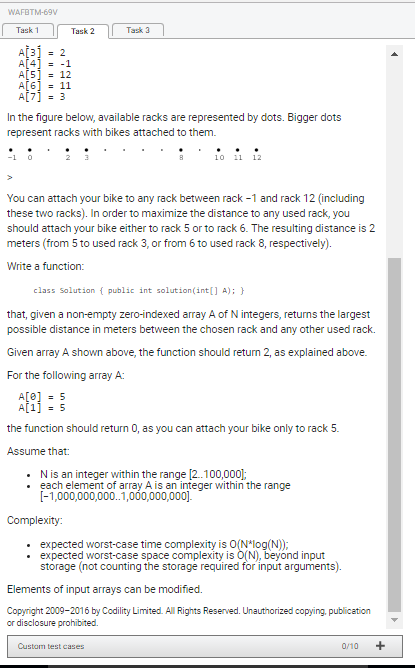 WAFBTM-69V
Task 1 Task 2 Task 3
A[3] = 2
A[4] = -1
A[5] = 12
A[6] = 11
A[7] = 3
In the figure below, available racks are represented by dots. Bigger dots
represent racks with bikes attached to them.
-1 0 2 3 8 10 11 12
>
You can attach your bike to any rack between rack −1 and rack 12 (including
these two racks). In order to maximize the distance to any used rack, you
should attach your bike either to rack 5 or to rack 6. The resulting distance is 2
meters (from 5 to used rack 3, or from 6 to used rack 8, respectively).
Write a function:
class Solution { public int solution(int[] A); }
that, given a non-empty zero-indexed array A of N integers, returns the largest
possible distance in meters between the chosen rack and any other used rack.
Given array A shown above, the function should return 2, as explained above.
For the following array A:
A[0] = 5
A[1] = 5
the function should return 0, as you can attach your bike only to rack 5.
Assume that:
• N is an integer within the range [2..100,000];
• each element of array A is an integer within the range
[−1,000,000,000..1,000,000,000].
Complexity:
• expected worst-case time complexity is O(N*log(N));
• expected worst-case space complexity is O(N), beyond input
storage (not counting the storage required for input arguments).
Elements of input arrays can be modified.
Copyright 2009–2016 by Codility Limited. All Rights Reserved. Unauthorized copying, publication
or disclosure prohibited.
Custom test cases 0/10 +